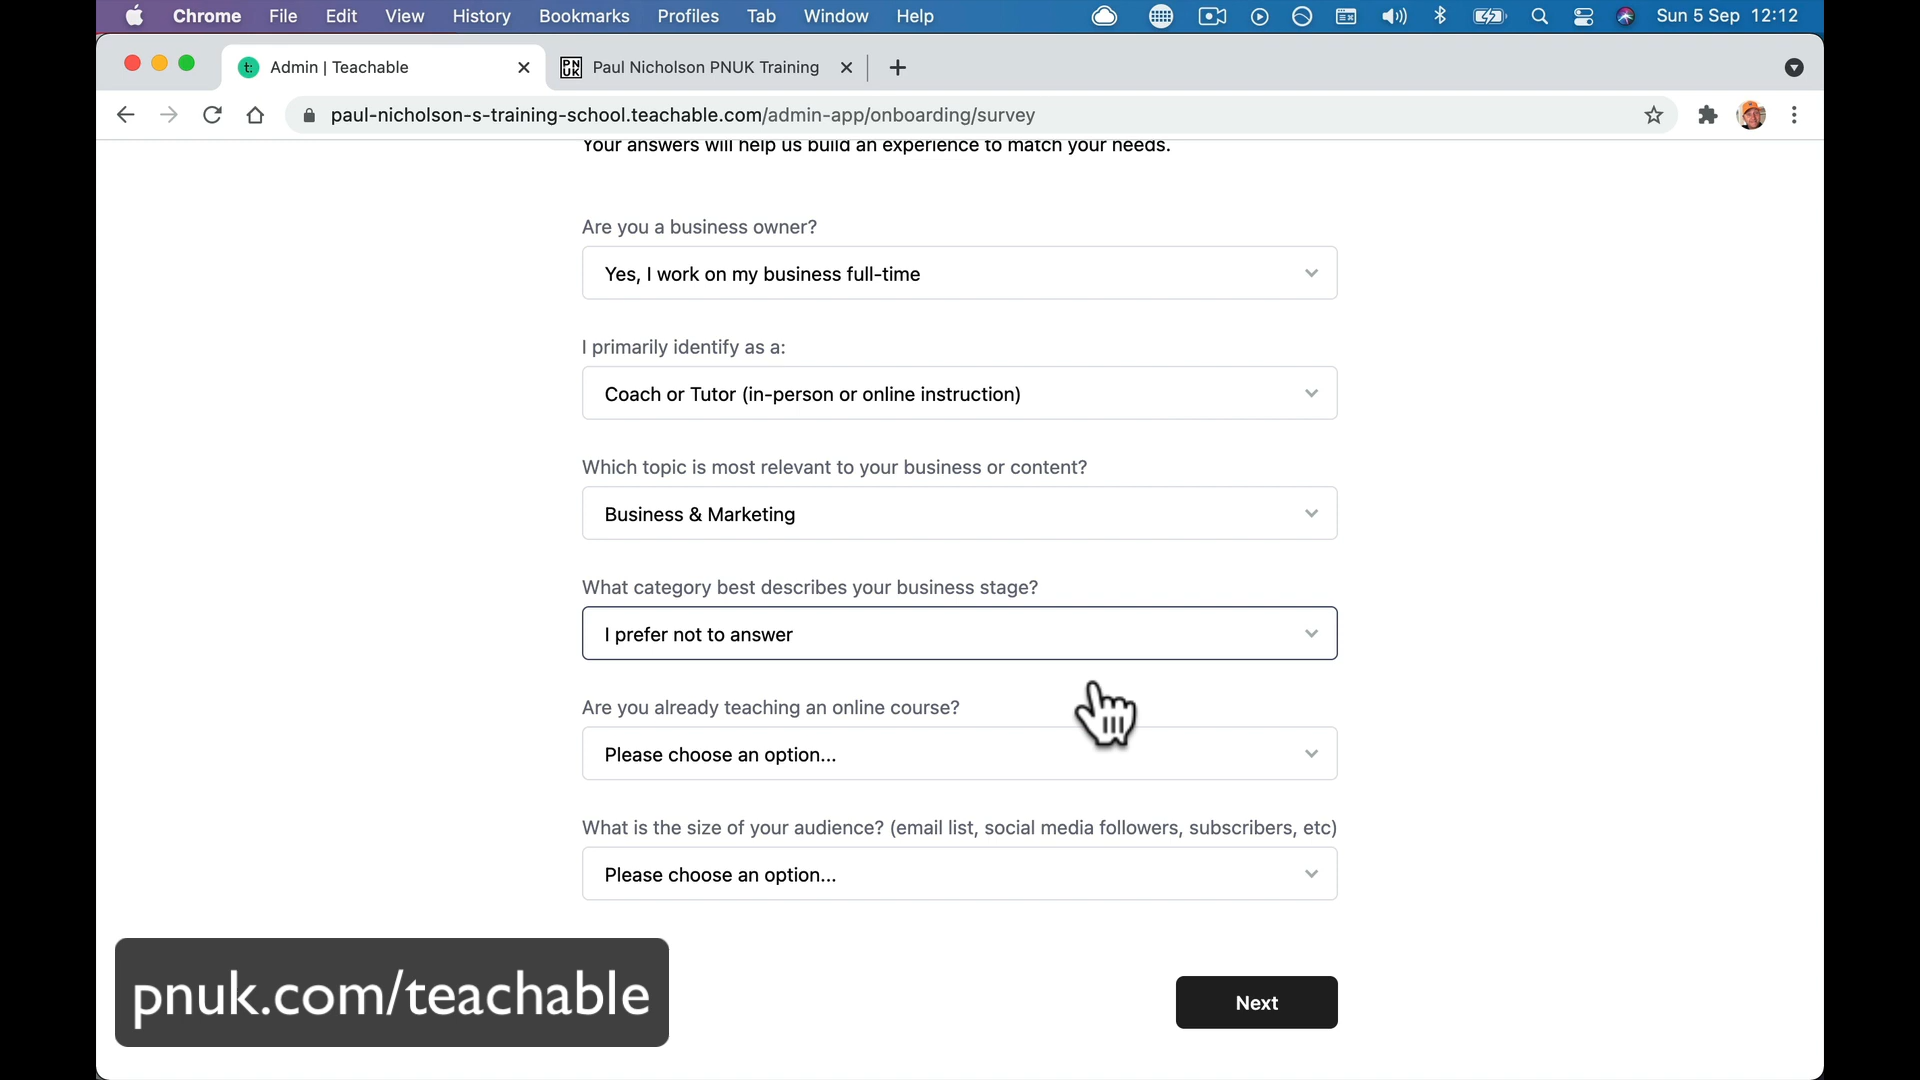 Chrome File Edit View History Bookmarks Profiles Tab Window Help Sun 5 Sep 12:12
t: Admin | Teachable
PN UK Paul Nicholson PNUK Training
paul-nicholson-s-training-school.teachable.com/admin-app/onboarding/survey
Your answers will help us build an experience to match your needs.
Are you a business owner?
Yes, I work on my business full-time
I primarily identify as a:
Coach or Tutor (in-person or online instruction)
Which topic is most relevant to your business or content?
Business & Marketing
What category best describes your business stage?
I prefer not to answer
Are you already teaching an online course?
Please choose an option...
What is the size of your audience? (email list, social media followers, subscribers, etc)
Please choose an option...
Next
pnuk.com/teachable